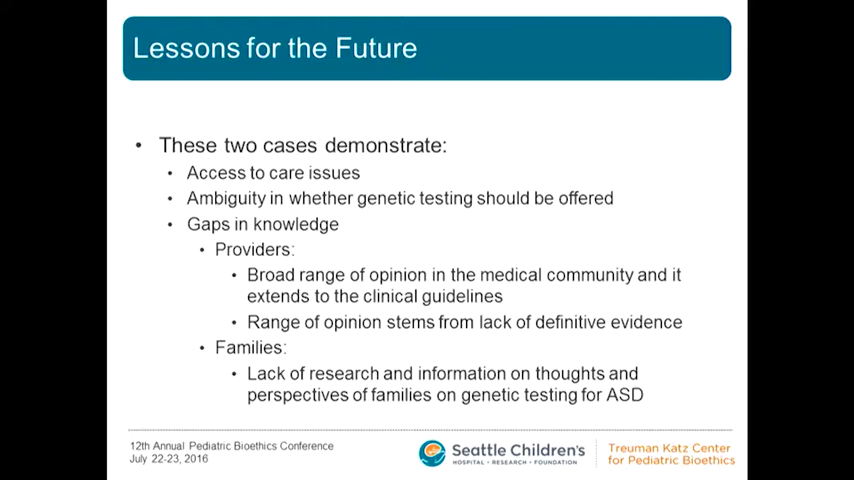 Lessons for the Future
• These two cases demonstrate:
• Access to care issues
• Ambiguity in whether genetic testing should be offered
• Gaps in knowledge
• Providers:
• Broad range of opinion in the medical community and it
extends to the clinical guidelines
• Range of opinion stems from lack of definitive evidence
• Families:
• Lack of research and information on thoughts and
perspectives of families on genetic testing for ASD
12th Annual Pediatric Bioethics Conference
July 22-23, 2016
Seattle Children's
HOSPITAL • RESEARCH • FOUNDATION
Treuman Katz Center
for Pediatric Bioethics